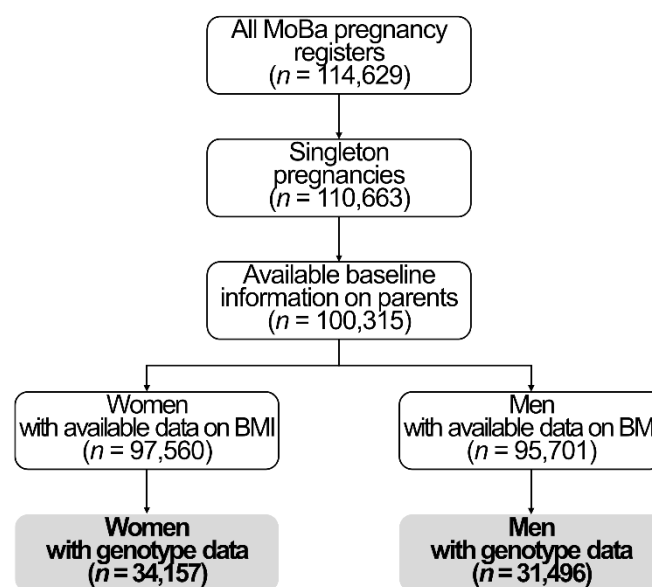 All MoBa pregnancy
registers
(n = 114,629)
Singleton
pregnancies
(n = 110,663)
Available baseline
information on parents
(n = 100,315)
Women
with available data on BMI
(n = 97,560)
Men
with available data on BM
(n = 95,701)
Women
with genotype data
(n = 34,157)
Men
with genotype data
(n = 31,496)